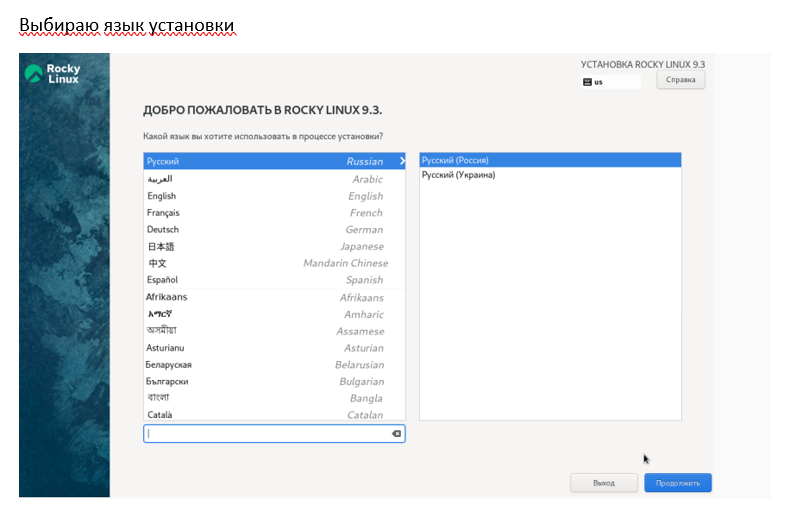 Выбираю язык установки
Rocky
Linux
УСТАНОВКА ROCKY LINUX 9.3
us
Справка
ДОБРО ПОЖАЛОВАТЬ В ROCKY LINUX 9.3.
Какой язык вы хотите использовать в процессе установки?
Русский Russian
العربية Arabic
English English
Français French
Deutsch German
日本語 Japanese
中文 Mandarin Chinese
Español Spanish
Afrikaans Afrikaans
አማርኛ Amharic
অসমীয়া Assamese
Asturianu Asturian
Беларуская Belarusian
Български Bulgarian
বাংলা Bangla
Català Catalan
Русский (Россия)
Русский (Украина)
Выход
Продолжить